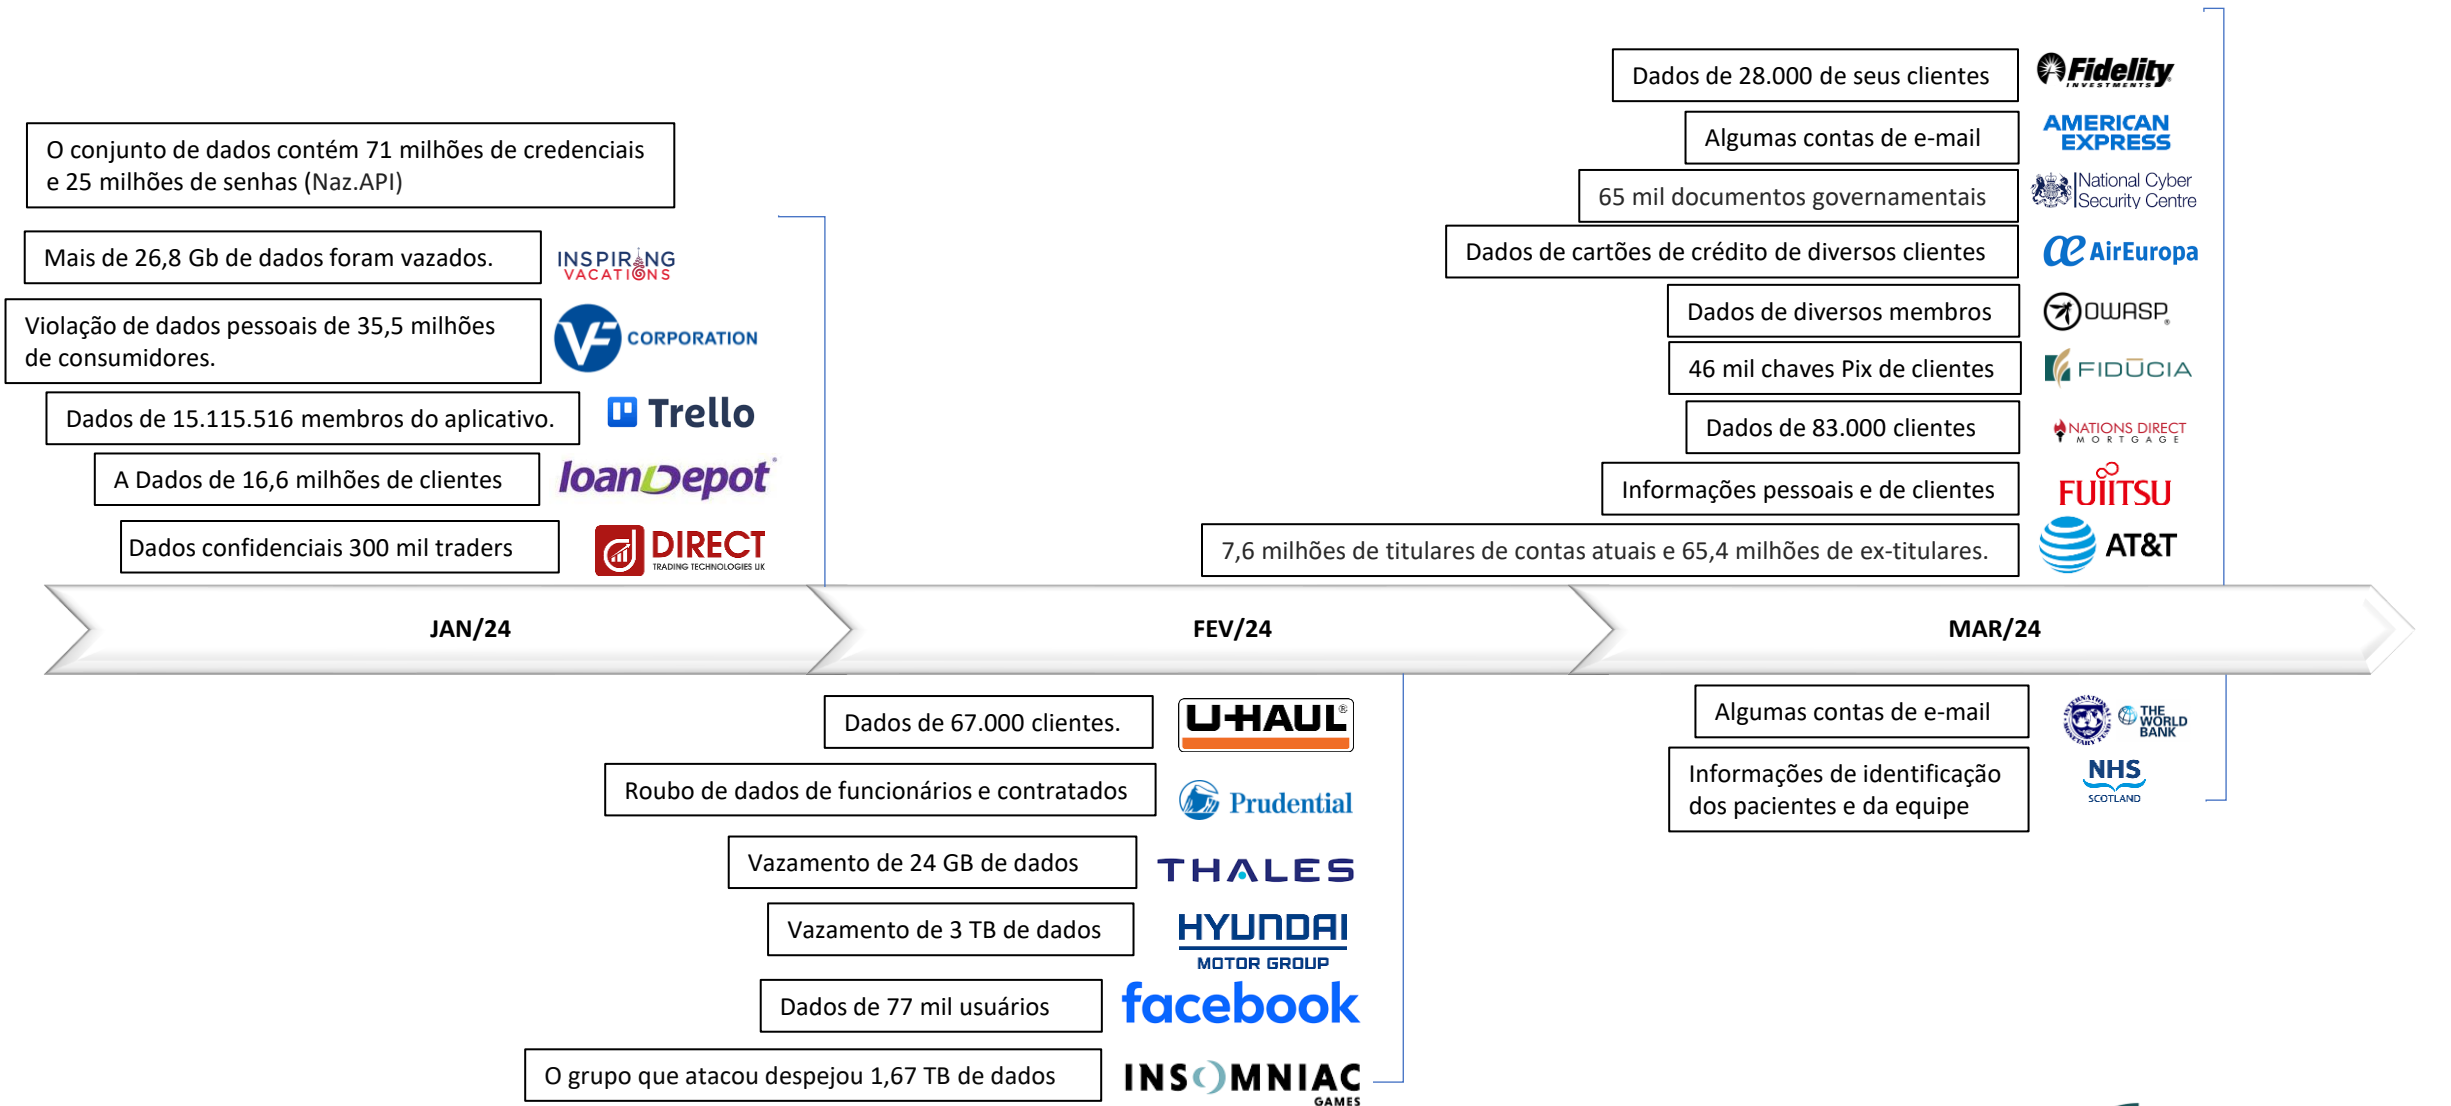 O conjunto de dados contém 71 milhões de credenciais
e 25 milhões de senhas (Naz.API)
Mais de 26,8 Gb de dados foram vazados.
INSPIRING
VACATIONS
Violação de dados pessoais de 35,5 milhões
de consumidores.
VF CORPORATION
Dados de 15.115.516 membros do aplicativo.
Trello
A Dados de 16,6 milhões de clientes
loanDepot
Dados confidenciais 300 mil traders
DIRECT
TRADING TECHNOLOGIES UK
Dados de 28.000 de seus clientes
Fidelity
INVESTMENTS
Algumas contas de e-mail
AMERICAN
EXPRESS
65 mil documentos governamentais
National Cyber
Security Centre
Dados de cartões de crédito de diversos clientes
AirEuropa
Dados de diversos membros
OWASP
46 mil chaves Pix de clientes
FIDŪCIA
Dados de 83.000 clientes
NATIONS DIRECT
MORTGAGE
Informações pessoais e de clientes
FUJITSU
7,6 milhões de titulares de contas atuais e 65,4 milhões de ex-titulares.
AT&T
JAN/24
FEV/24
MAR/24
Dados de 67.000 clientes.
U-HAUL®
Roubo de dados de funcionários e contratados
Prudential
Vazamento de 24 GB de dados
THALES
Vazamento de 3 TB de dados
HYUNDAI
MOTOR GROUP
Dados de 77 mil usuários
facebook
O grupo que atacou despejou 1,67 TB de dados
INSOMNIAC
GAMES
Algumas contas de e-mail
INTERNATIONAL MONETARY FUND
THE
WORLD
BANK
Informações de identificação
dos pacientes e da equipe
NHS
SCOTLAND